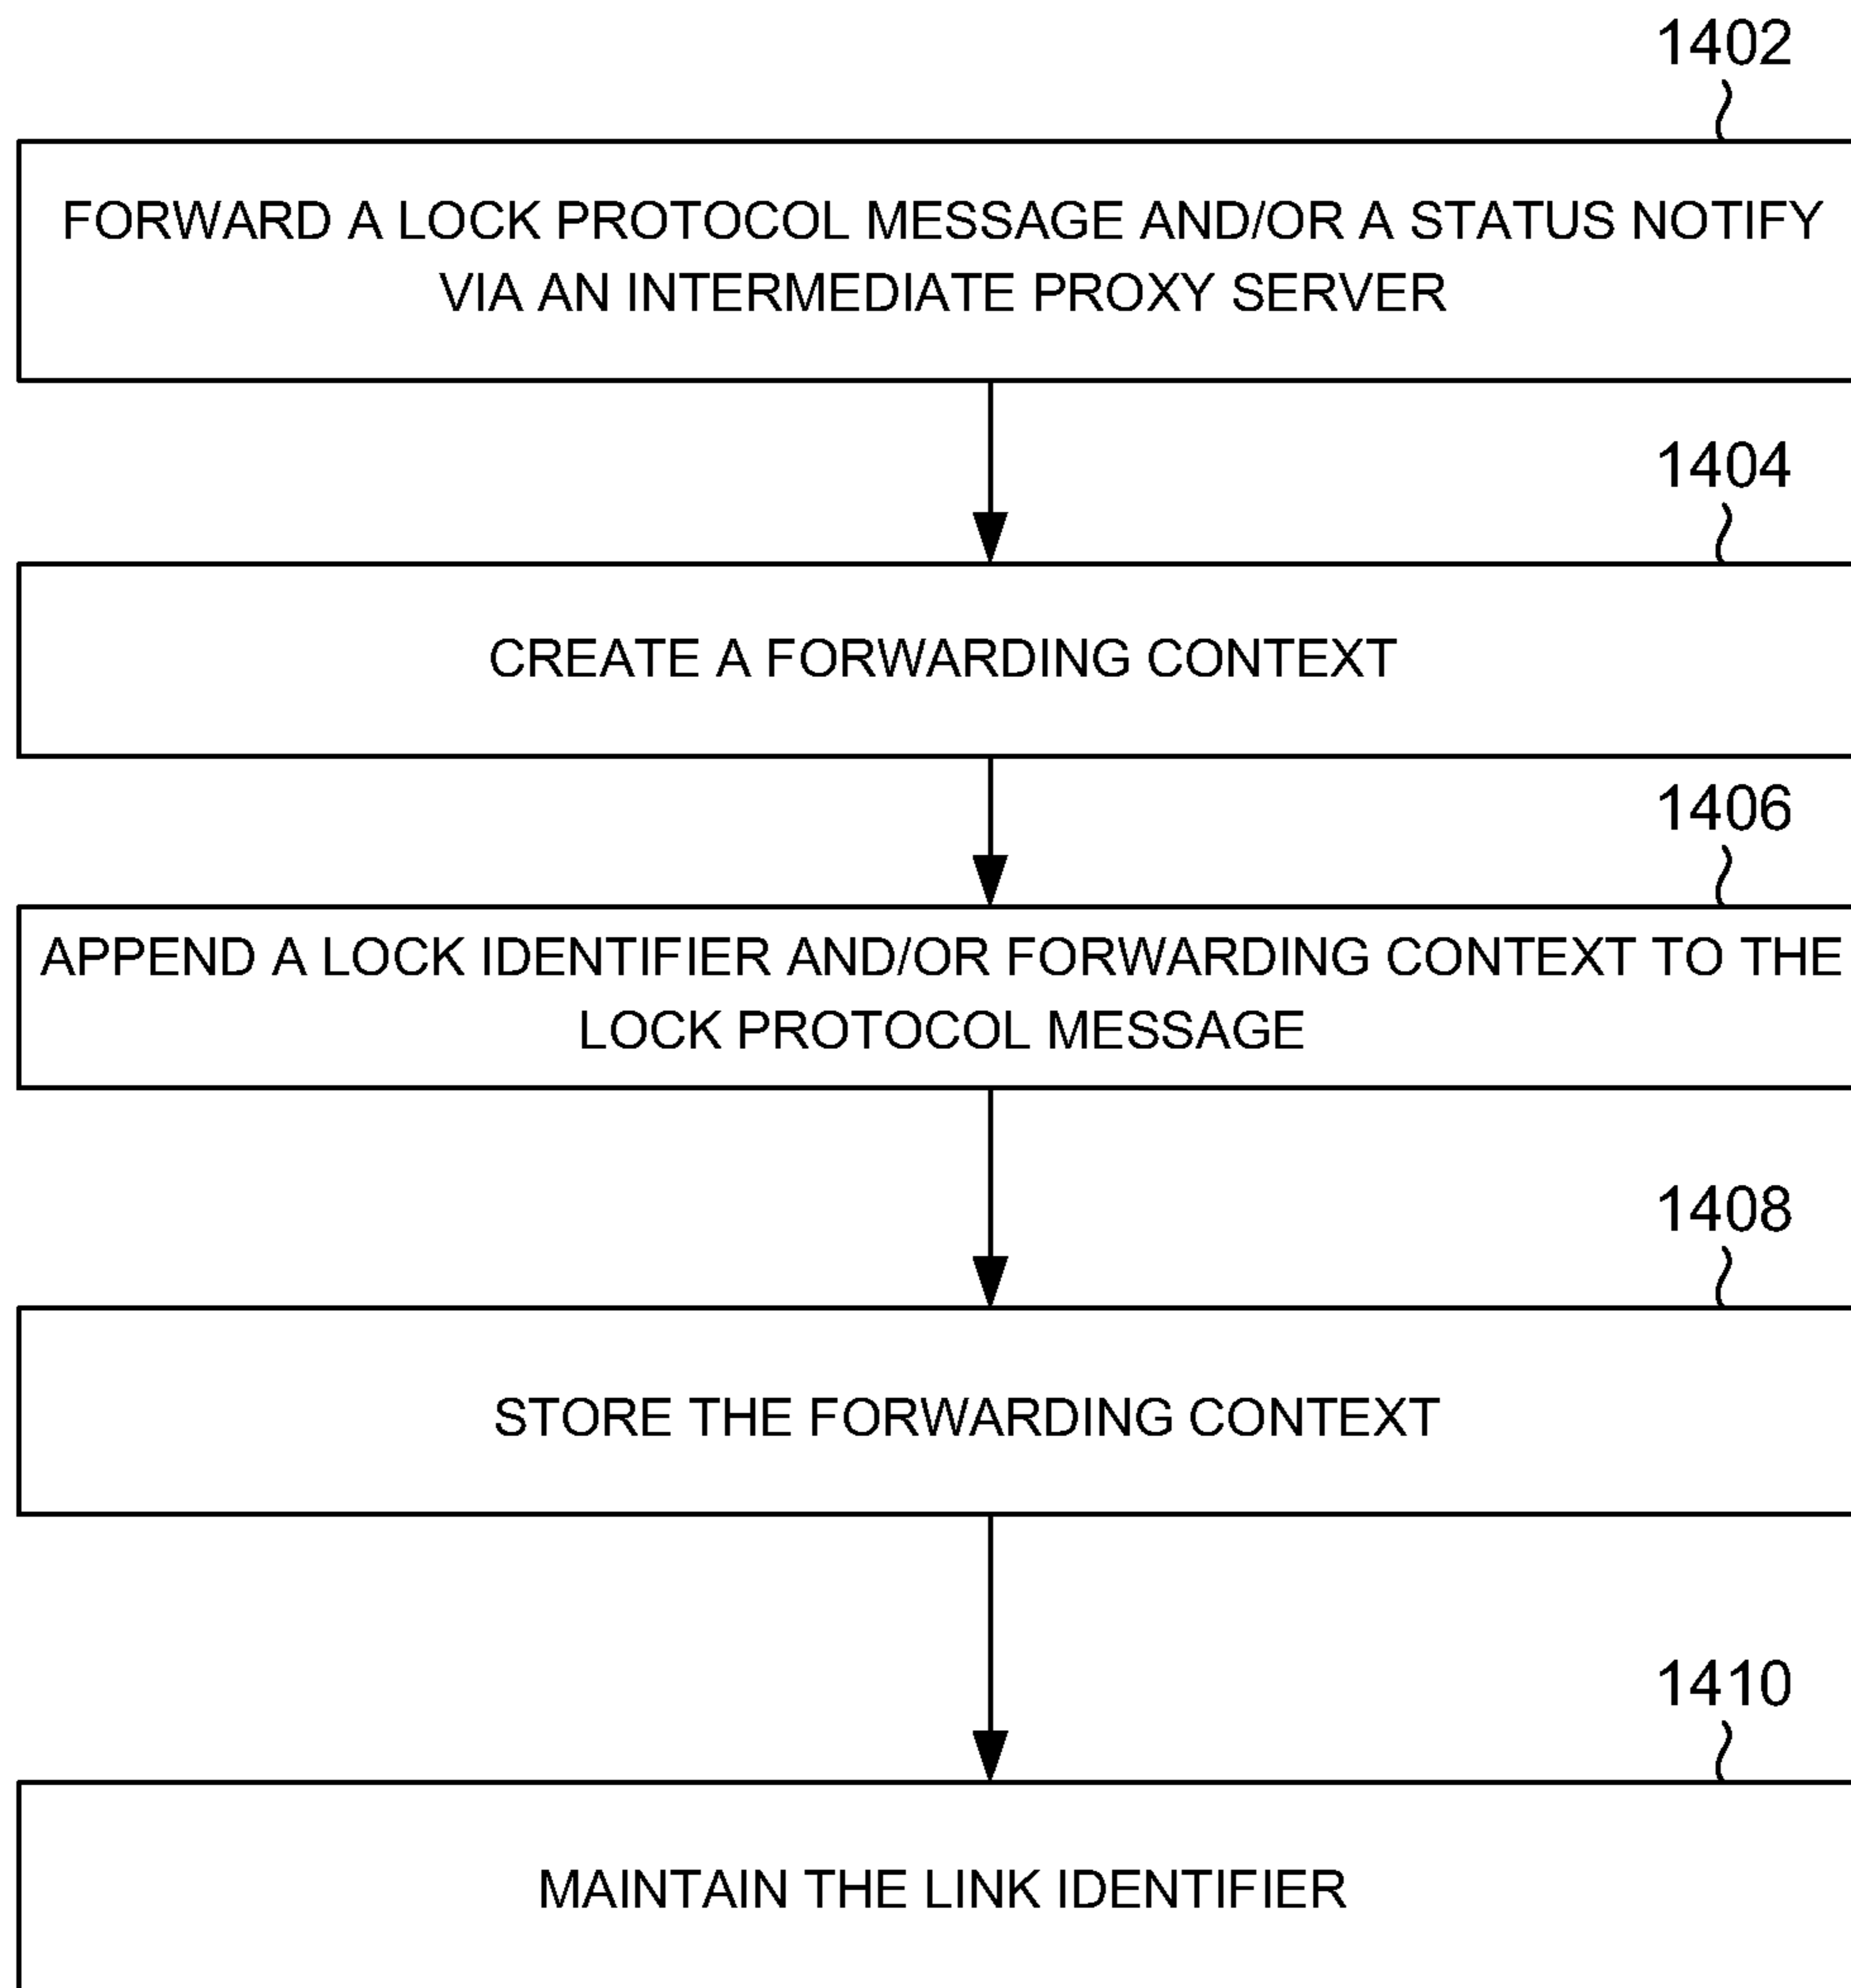 1402
FORWARD A LOCK PROTOCOL MESSAGE AND/OR A STATUS NOTIFY
VIA AN INTERMEDIATE PROXY SERVER
1404
CREATE A FORWARDING CONTEXT
1406
APPEND A LOCK IDENTIFIER AND/OR FORWARDING CONTEXT TO THE
LOCK PROTOCOL MESSAGE
1408
STORE THE FORWARDING CONTEXT
1410
MAINTAIN THE LINK IDENTIFIER